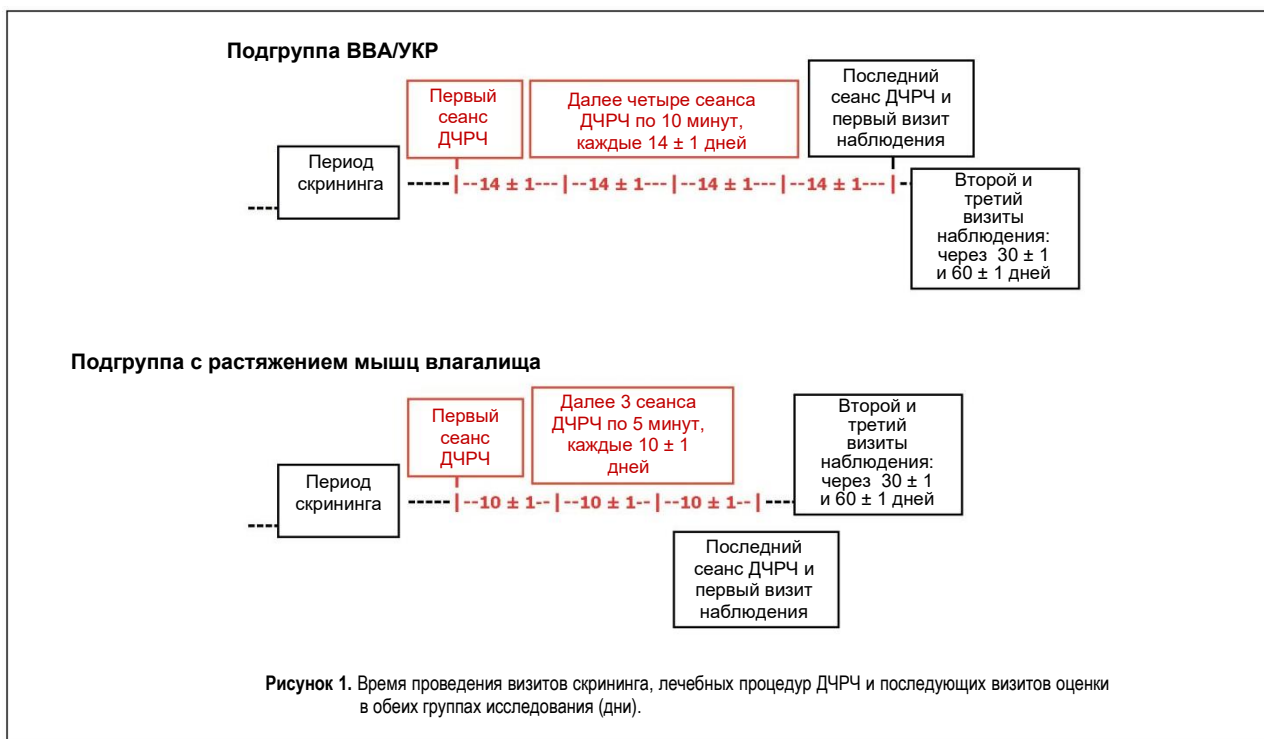 Подгруппа ВВА/УКР
Первый
сеанс
ДЧРЧ
Далее четыре сеанса
ДЧРЧ по 10 минут,
каждые 14 ± 1 дней
Последний
сеанс ДЧРЧ и
первый визит
наблюдения
Период
скрининга
-----|--14 ± 1---|--14 ± 1---|--14 ± 1---|--14 ± 1---|--
Второй и
третий
визиты
наблюдения:
через 30 ± 1
и 60 ± 1 дней
Подгруппа с растяжением мышц влагалища
Первый
сеанс
ДЧРЧ
Далее 3 сеанса
ДЧРЧ по 5 минут,
каждые 10 ± 1
дней
Второй и
третий
визиты
наблюдения:
через 30 ± 1
и 60 ± 1 дней
Период
скрининга
-----|--10 ± 1--|--10 ± 1--|--10 ± 1--|-----
Последний
сеанс ДЧРЧ и
первый визит
наблюдения
Рисунок 1. Время проведения визитов скрининга, лечебных процедур ДЧРЧ и последующих визитов оценки
в обеих группах исследования (дни).